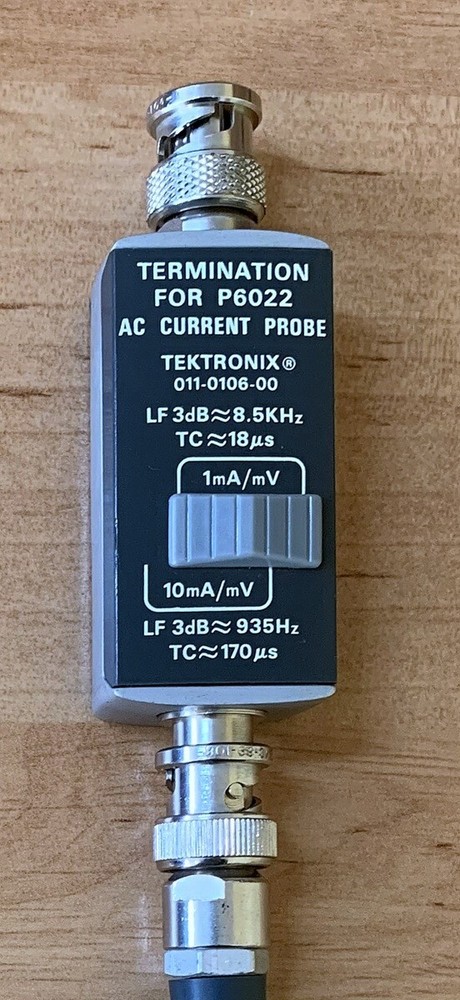 TERMINATION
FOR P6022
AC CURRENT PROBE
TEKTRONIX®
011-0106-00
LF 3dB≈8.5KHz
TC≈18μs
1mA/mV
10mA/mV
LF 3dB≈935Hz
TC≈170μs